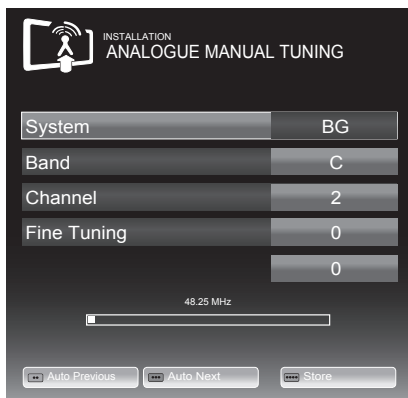 INSTALLATION
ANALOGUE MANUAL TUNING
System BG
Band C
Channel 2
Fine Tuning 0
0
48.25 MHz
Auto Previous Auto Next Store